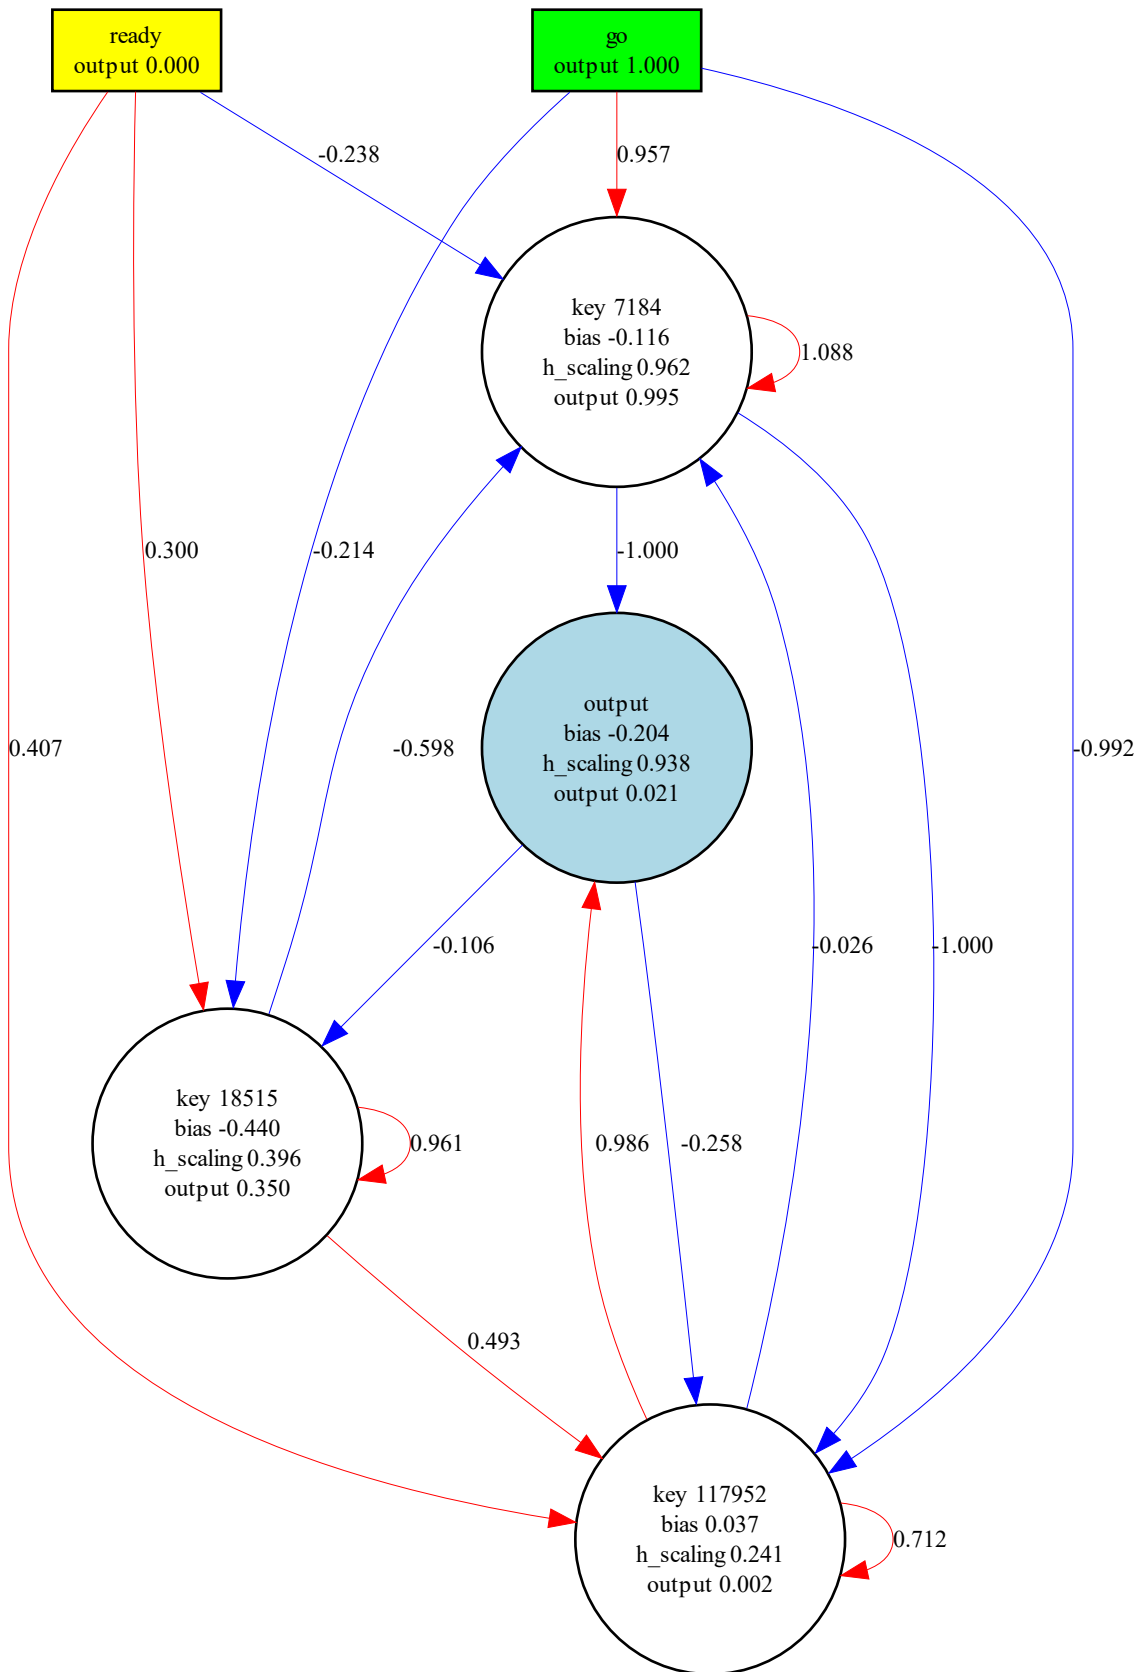 ready
output 0.000
go
output 1.000
-0.238
0.957
key 7184
bias -0.116
h_scaling 0.962
output 0.995
1.088
0.300
-0.214
-1.000
output
bias -0.204
h_scaling 0.938
output 0.021
0.407
-0.598
-0.992
-0.106
-0.026
-1.000
key 18515
bias -0.440
h_scaling 0.396
output 0.350
0.961
0.986
-0.258
0.493
key 117952
bias 0.037
h_scaling 0.241
output 0.002
0.712